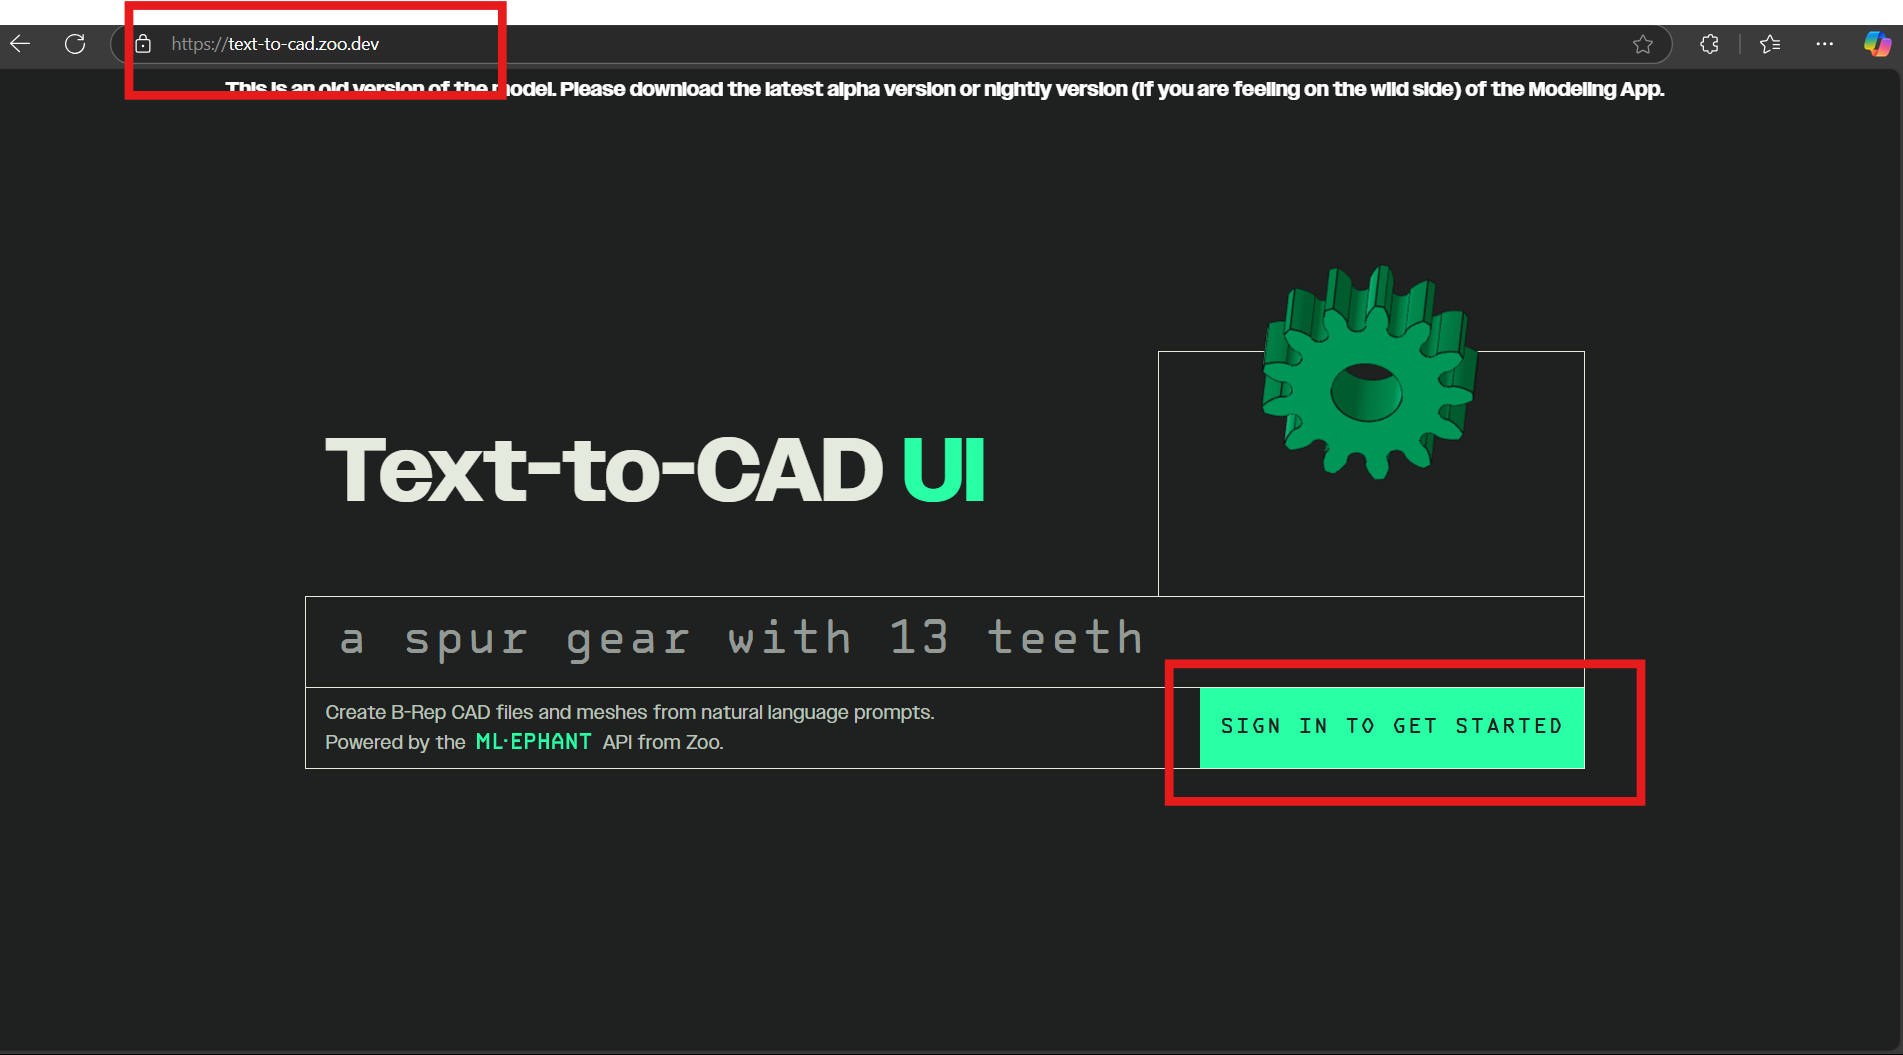 https://text-to-cad.zoo.dev
This is an old version of the model. Please download the latest alpha version or nightly version (if you are feeling on the wild side) of the Modeling App.
Text-to-CAD UI
a spur gear with 13 teeth
Create B-Rep CAD files and meshes from natural language prompts.
Powered by the ML·EPHANT API from Zoo.
SIGN IN TO GET STARTED